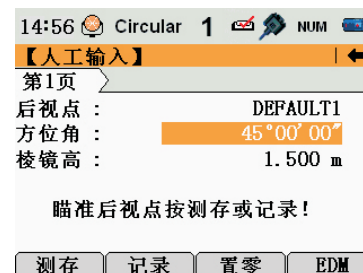 14:56 Circular 1 NUM
【人工输入】
第1页
后视点 : DEFAULT1
方位角 : 45°00′00″
棱镜高 : 1.500 m
瞄准后视点按测存或记录!
测存 记录 置零 EDM